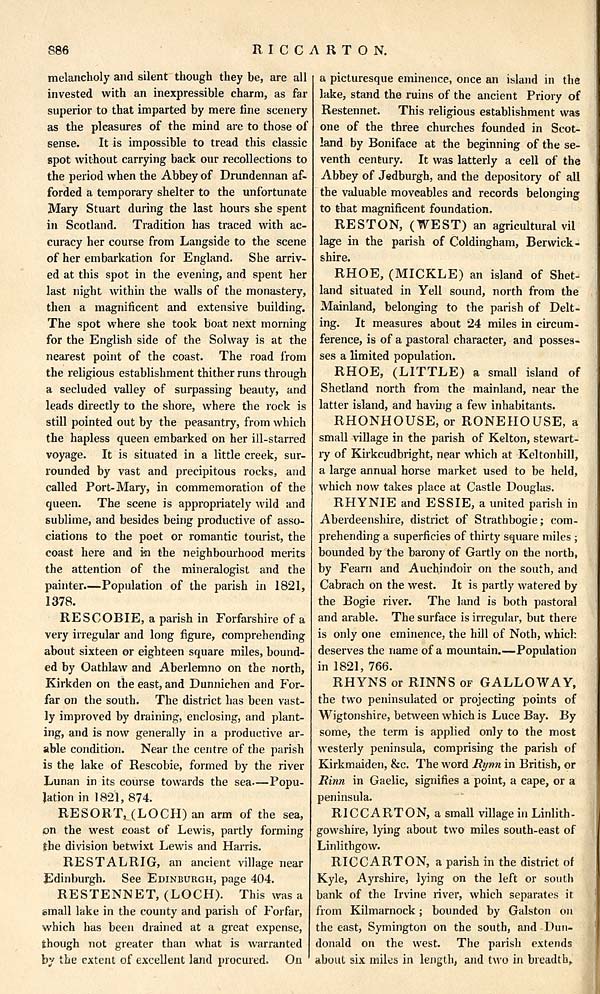 886
RICCARTON.
melancholy and silent though they be, are all
invested with an inexpressible charm, as far
superior to that imparted by mere fine scenery
as the pleasures of the mind are to those of
sense. It is impossible to tread this classic
spot without carrying back our recollections to
the period when the Abbey of Drundennan af-
forded a temporary shelter to the unfortunate
Mary Stuart during the last hours she spent
in Scotland. Tradition has traced with ac-
curacy her course from Langside to the scene
of her embarkation for England. She arriv-
ed at this spot in the evening, and spent her
last night within the walls of the monastery,
then a magnificent and extensive building.
The spot where she took boat next morning
for the English side of the Solway is at the
nearest point of the coast. The road from
the religious establishment thither runs through
a secluded valley of surpassing beauty, and
leads directly to the shore, where the rock is
still pointed out by the peasantry, from which
the hapless queen embarked on her ill-starred
voyage. It is situated in a little creek, sur-
rounded by vast and precipitous rocks, and
called Port-Mary, in commemoration of the
queen. The scene is appropriately wild and
sublime, and besides being productive of asso-
ciations to the poet or romantic tourist, the
coast here and in the neighbourhood merits
the attention of the mineralogist and the
painter.—Population of the parish in 1821,
1378.
RESCOBIE, a parish in Forfarshire of a
very irregular and long figure, comprehending
about sixteen or eighteen square miles, bound-
ed by Oathlaw and Aberlemno on the north,
Kirkden on the east, and Dunnichen and For-
far on the south. The district has been vast-
ly improved by draining, enclosing, and plant-
ing, and is now generally in a productive ar-
able condition. Near the centre of the parish
is the lake of Rescobie, formed by the river
Lunan in its course towards the sea.—Popu-
lation in 1821, 874.
RESORT, (LOCH) an arm of the sea,
on the west coast of Lewis, partly forming
the division betwixt Lewis and Harris.
RESTALRIG, an ancient village near
Edinburgh. See EDINBURGH, page 404.
RESTENNET, (LOCH). This was a
small lake in the county and parish of Forfar,
which has been drained at a great expense,
though not greater than what is warranted
by the extent of excellent land procured. On
a picturesque eminence, once an island in the
lake, stand the ruins of the ancient Priory of
Restennet. This religious establishment was
one of the three churches founded in Scot-
land by Boniface at the beginning of the se-
venth century. It was latterly a cell of the
Abbey of Jedburgh, and the depository of all
the valuable moveables and records belonging
to that magnificent foundation.
RESTON, (WEST) an agricultural vil
lage in the parish of Coldingham, Berwick-
shire.
RHOE, (MICKLE) an island of Shet-
land situated in Yell sound, north from the
Mainland, belonging to the parish of Delt-
ing. It measures about 24 miles in circum-
ference, is of a pastoral character, and posses-
ses a limited population.
RHOE, (LITTLE) a small island of
Shetland north from the mainland, near the
latter island, and having a few inhabitants.
RHONHOUSE, or RONEHOUSE, a
small village in the parish of Kelton, stewart-
ry of Kirkcudbright, near which at Keltonhill,
a large annual horse market used to be held,
which now takes place at Castle Douglas.
RHYNIE and ESSIE, a united parish in
Aberdeenshire, district of Strathbogie; com-
prehending a superficies of thirty square miles;
bounded by the barony of Gartly on the north,
by Fearn and Auchindoir on the south, and
Cabrach on the west. It is partly watered by
the Bogie river. The land is both pastoral
and arable. The surface is irregular, but there
is only one eminence, the hill of Noth, which
deserves the name of a mountain.—Population
in 1821, 766.
RHYNS or RINNS OF GALLOWAY,
the two peninsulated or projecting points of
Wigtonshire, between which is Luce Bay. By
some, the term is applied only to the most
westerly peninsula, comprising the parish of
Kirkmaiden, &c. The word Rynn in British, or
Rinn in Gaelic, signifies a point, a cape, or a
peninsula.
RICCARTON, a small village in Linlith-
gowshire, lying about two miles south-east of
Linlithgow.
RICCARTON, a parish in the district of
Kyle, Ayrshire, lying on the left or south
bank of the Irvine river, which separates it
from Kilmarnock; bounded by Galston on
the east, Symington on the south, and Dun-
donald on the west. The parish extends
about six miles in length, and two in breadth,